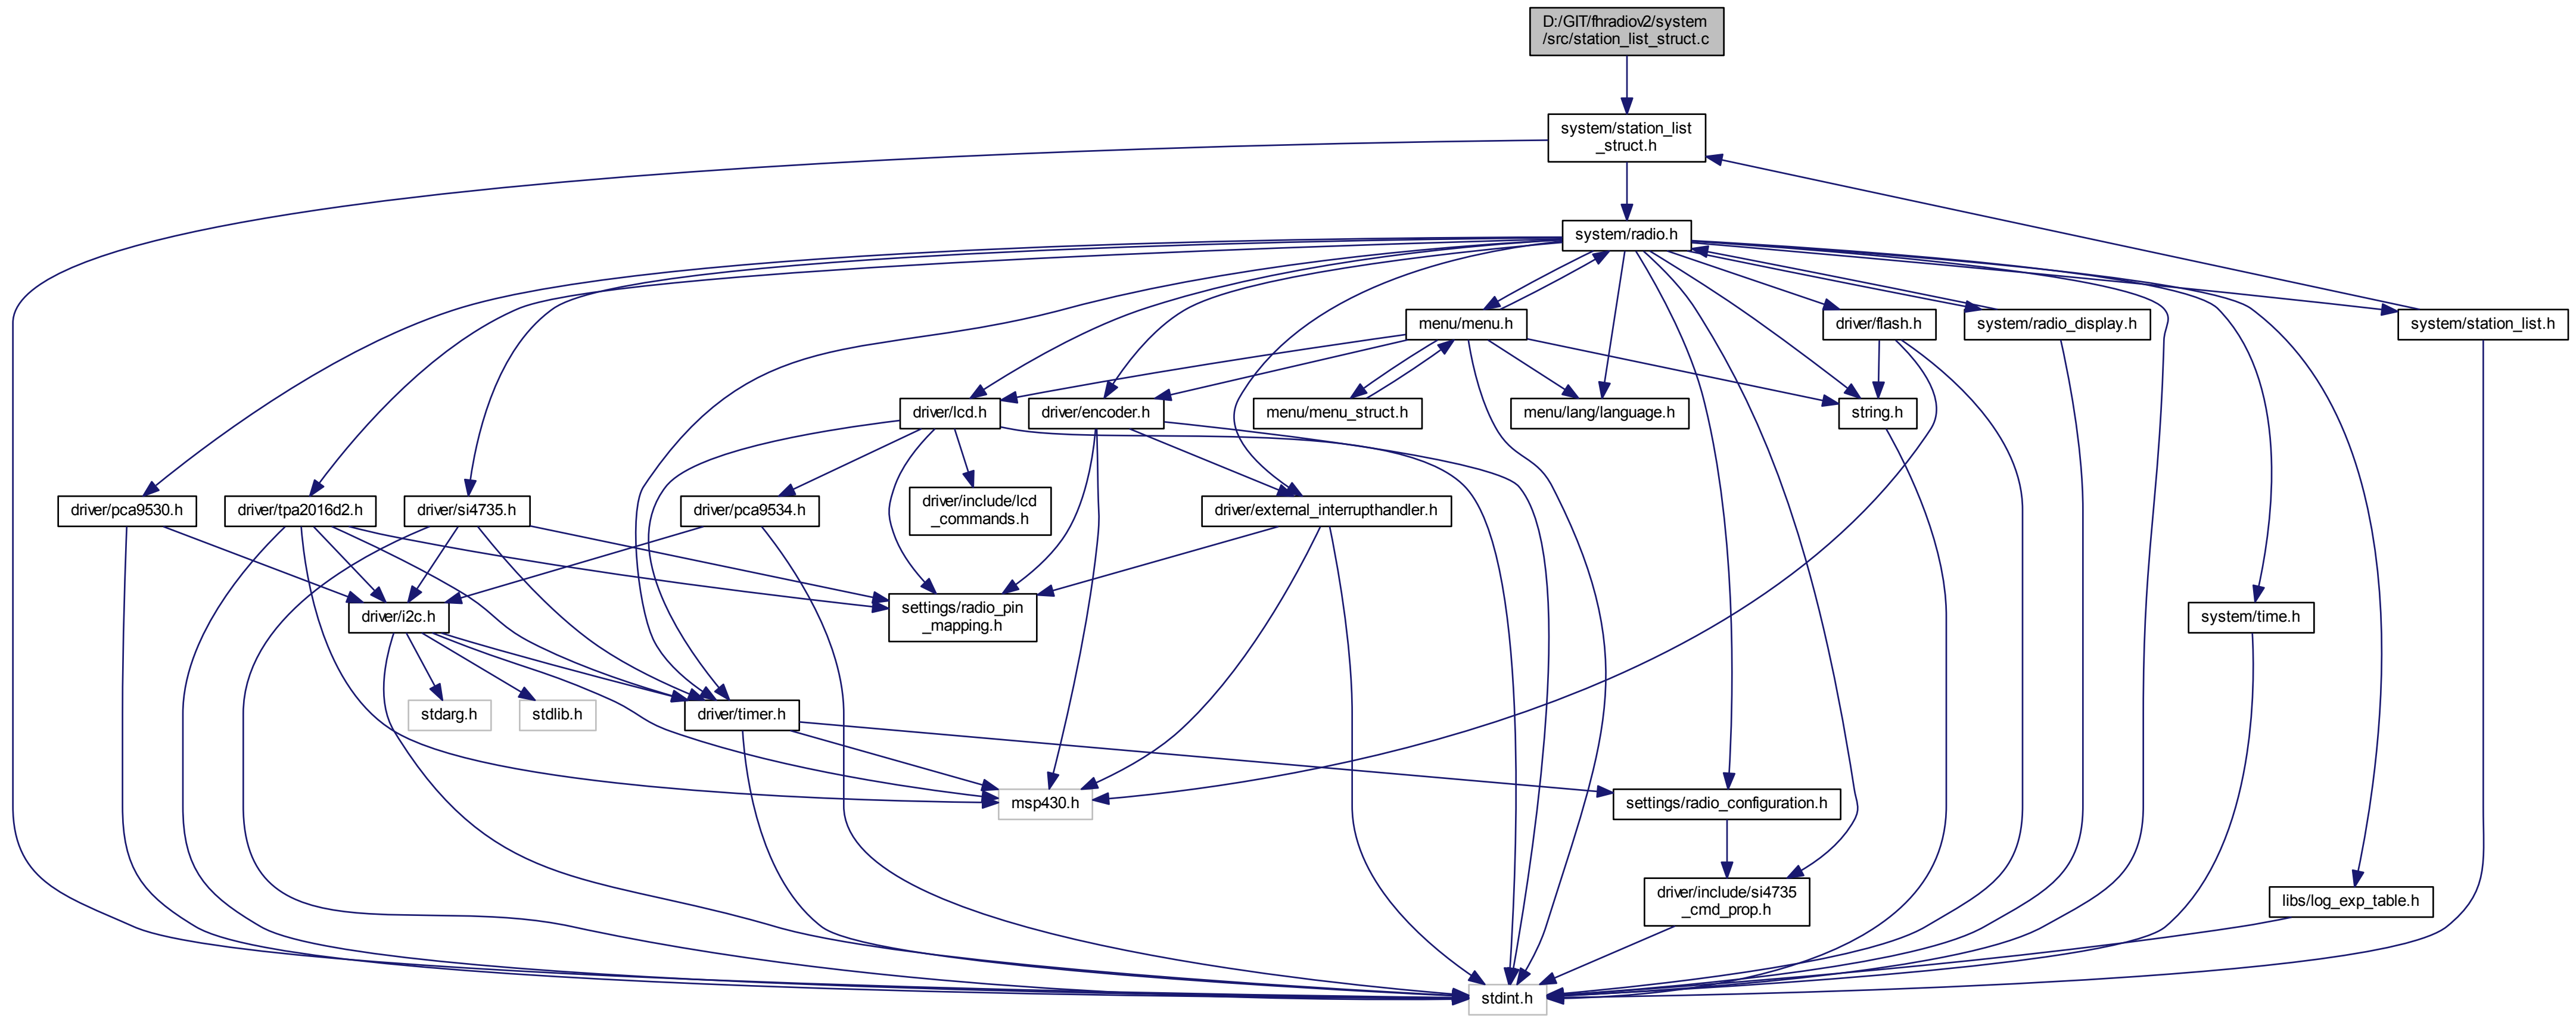 D:/GIT/fhradiov2/system
/src/station_list_struct.c
system/station_list
_struct.h
system/radio.h
menu/menu.h
driver/flash.h
system/radio_display.h
system/station_list.h
driver/lcd.h
driver/encoder.h
menu/menu_struct.h
menu/lang/language.h
string.h
driver/pca9530.h
driver/tpa2016d2.h
driver/si4735.h
driver/pca9534.h
driver/include/lcd
_commands.h
driver/external_interrupthandler.h
driver/i2c.h
settings/radio_pin
_mapping.h
system/time.h
stdarg.h
stdlib.h
driver/timer.h
msp430.h
settings/radio_configuration.h
driver/include/si4735
_cmd_prop.h
libs/log_exp_table.h
stdint.h